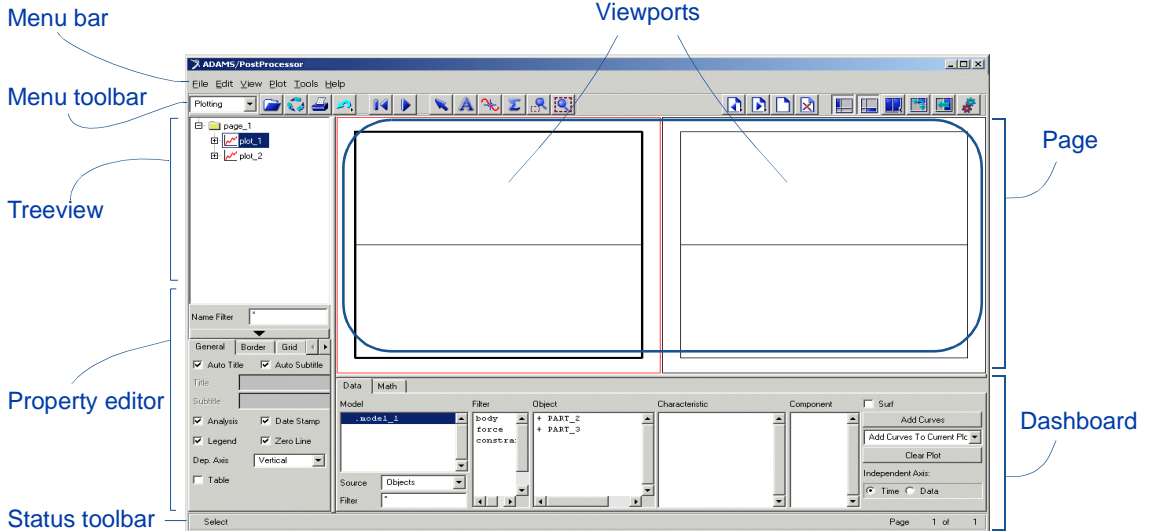 Menu bar
Viewports
ADAMS/PostProcessor
File Edit View Plot Tools Help
Menu toolbar
Plotting
page_1
plot_1
plot_2
Page
Treeview
Name Filter *
General Border Grid
Auto Title Auto Subtitle
Title
Subtitle
Analysis Date Stamp
Legend Zero Line
Dep. Axis Vertical
Table
Property editor
Data Math
Model Filter Object Characteristic Component Surf
.model_1 body + PART_2 Add Curves
force + PART_3
constrai
Add Curves To Current Plc
Clear Plot
Source Objects Independent Axis:
Filter * Time Data
Dashboard
Status toolbar
Select Page 1 of 1